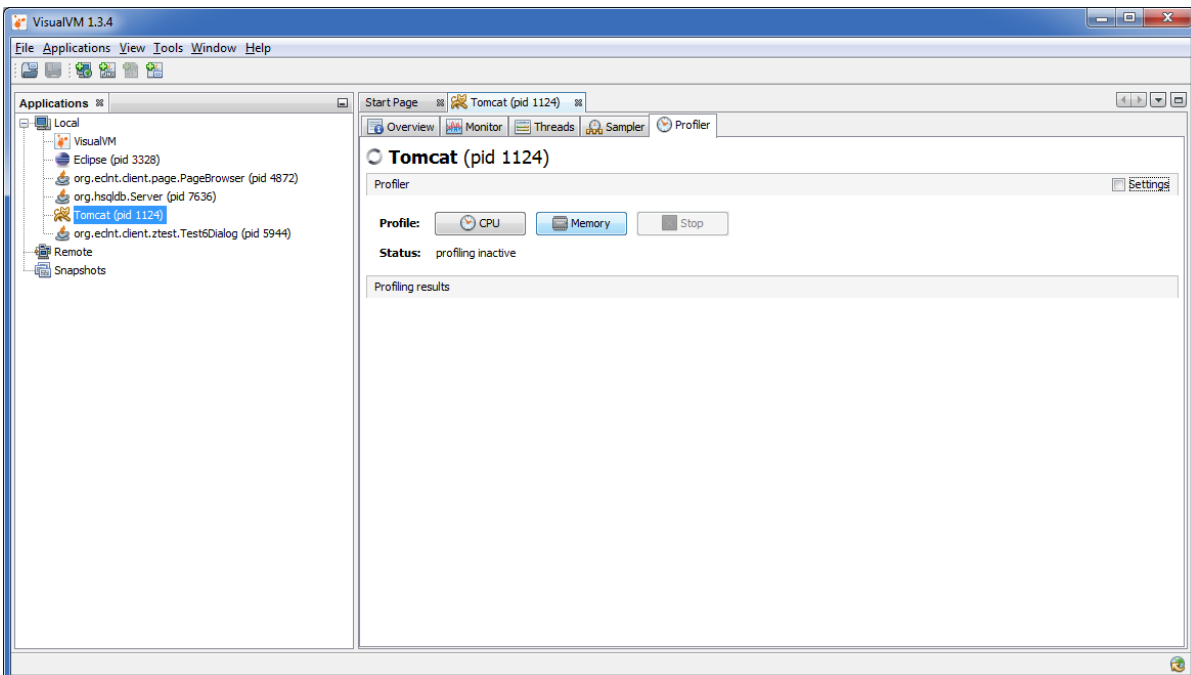 VisualVM 1.3.4
File Applications View Tools Window Help
Applications
Local
VisualVM
Eclipse (pid 3328)
org.eclnt.client.page.PageBrowser (pid 4872)
org.hsqldb.Server (pid 7636)
Tomcat (pid 1124)
org.eclnt.client.ztest.Test6Dialog (pid 5944)
Remote
Snapshots
Start Page Tomcat (pid 1124)
Overview Monitor Threads Sampler Profiler
Tomcat (pid 1124)
Profiler Settings
Profile: CPU Memory Stop
Status: profiling inactive
Profiling results